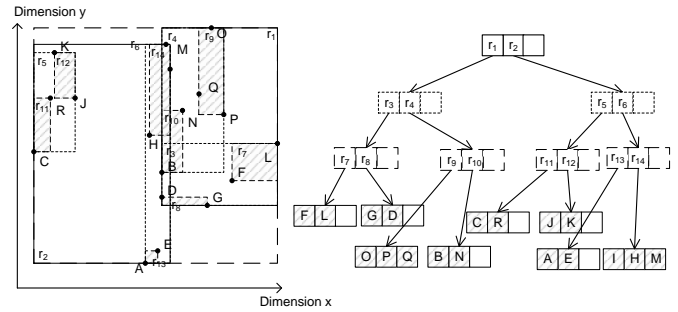 Dimension y
r6 r4 O r9 r1
K r14 M
r5 r12
Q
r11 R J r10 N P
H
r3 r7 L
C
B F
D
r8 G
E
r2 A r13
Dimension x
r1 r2
r3 r4 r5 r6
r7 r8 r9 r10 r11 r12 r13 r14
F L G D C R J K
O P Q B N A E I H M